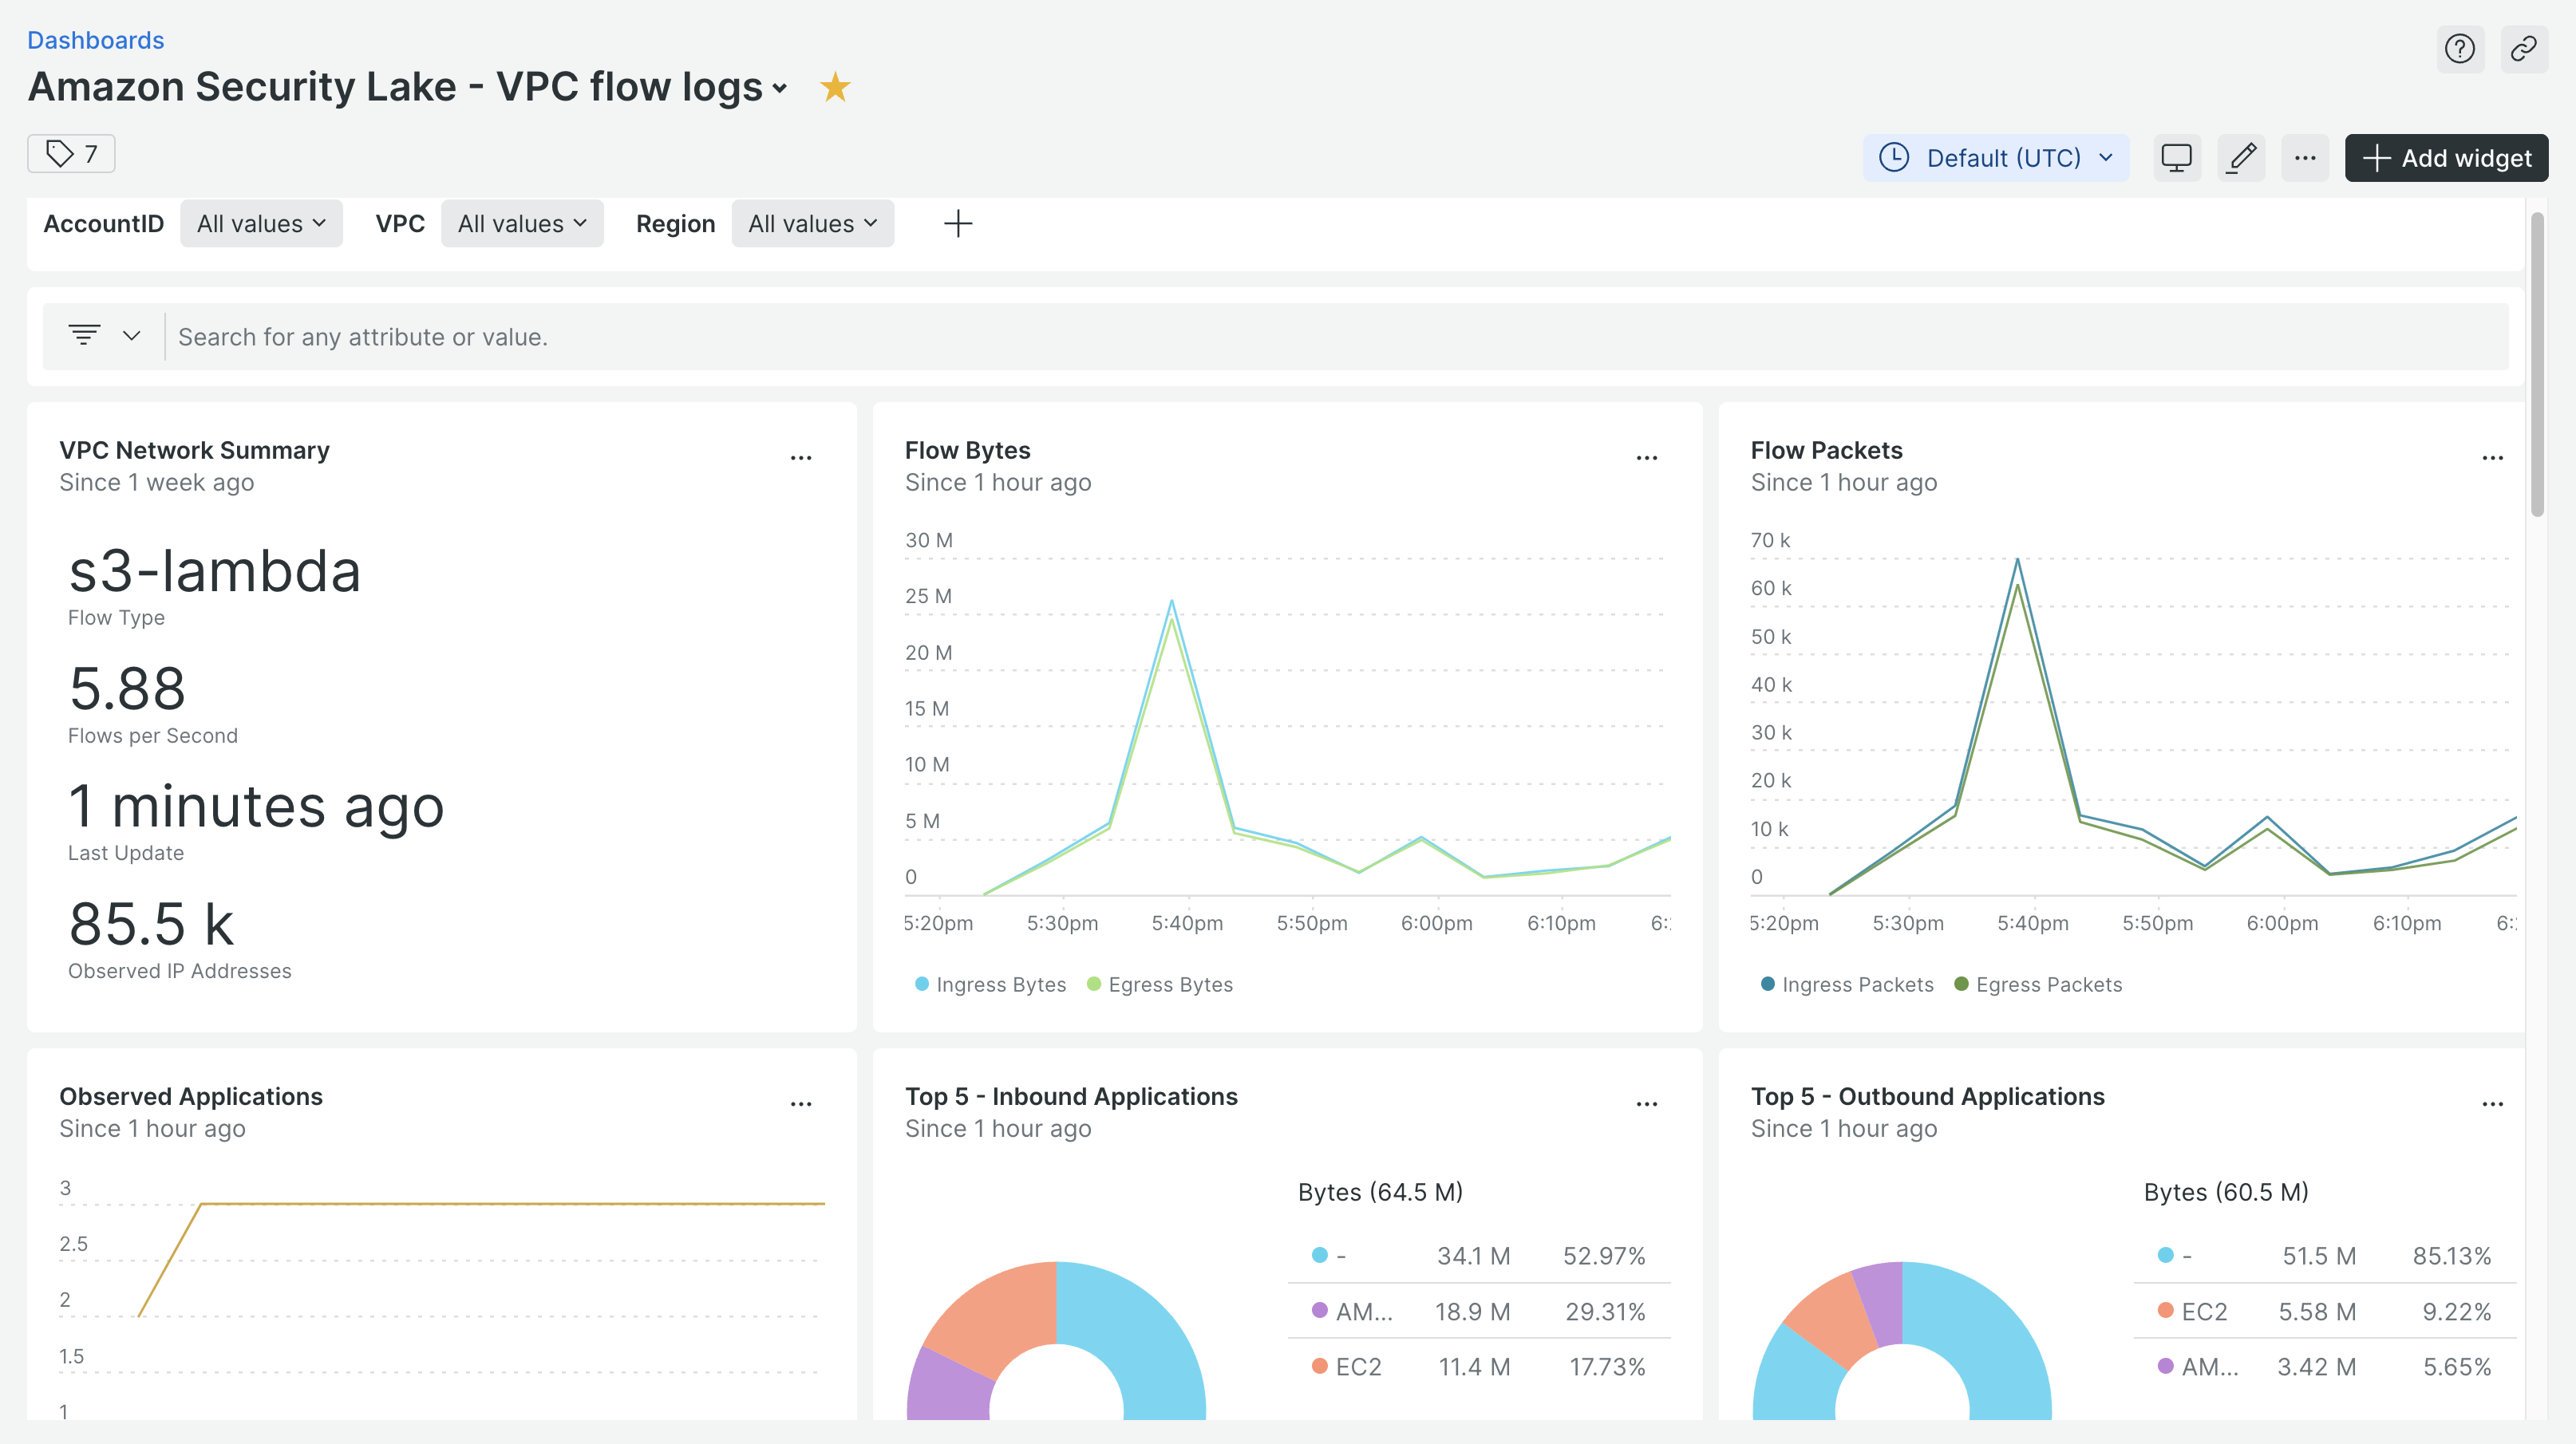 Dashboards
Amazon Security Lake - VPC flow logs
7
Default (UTC)
Add widget
AccountID All values VPC All values Region All values
Search for any attribute or value.
VPC Network Summary
Since 1 week ago
s3-lambda
Flow Type
5.88
Flows per Second
1 minutes ago
Last Update
85.5 k
Observed IP Addresses
Flow Bytes
Since 1 hour ago
30 M
25 M
20 M
15 M
10 M
5 M
0
5:20pm 5:30pm 5:40pm 5:50pm 6:00pm 6:10pm 6:
Ingress Bytes Egress Bytes
Flow Packets
Since 1 hour ago
70 k
60 k
50 k
40 k
30 k
20 k
10 k
0
5:20pm 5:30pm 5:40pm 5:50pm 6:00pm 6:10pm 6:
Ingress Packets Egress Packets
Observed Applications
Since 1 hour ago
3
2.5
2
1.5
1
Top 5 - Inbound Applications
Since 1 hour ago
Bytes (64.5 M)
- 34.1 M 52.97%
AM... 18.9 M 29.31%
EC2 11.4 M 17.73%
Top 5 - Outbound Applications
Since 1 hour ago
Bytes (60.5 M)
- 51.5 M 85.13%
EC2 5.58 M 9.22%
AM... 3.42 M 5.65%